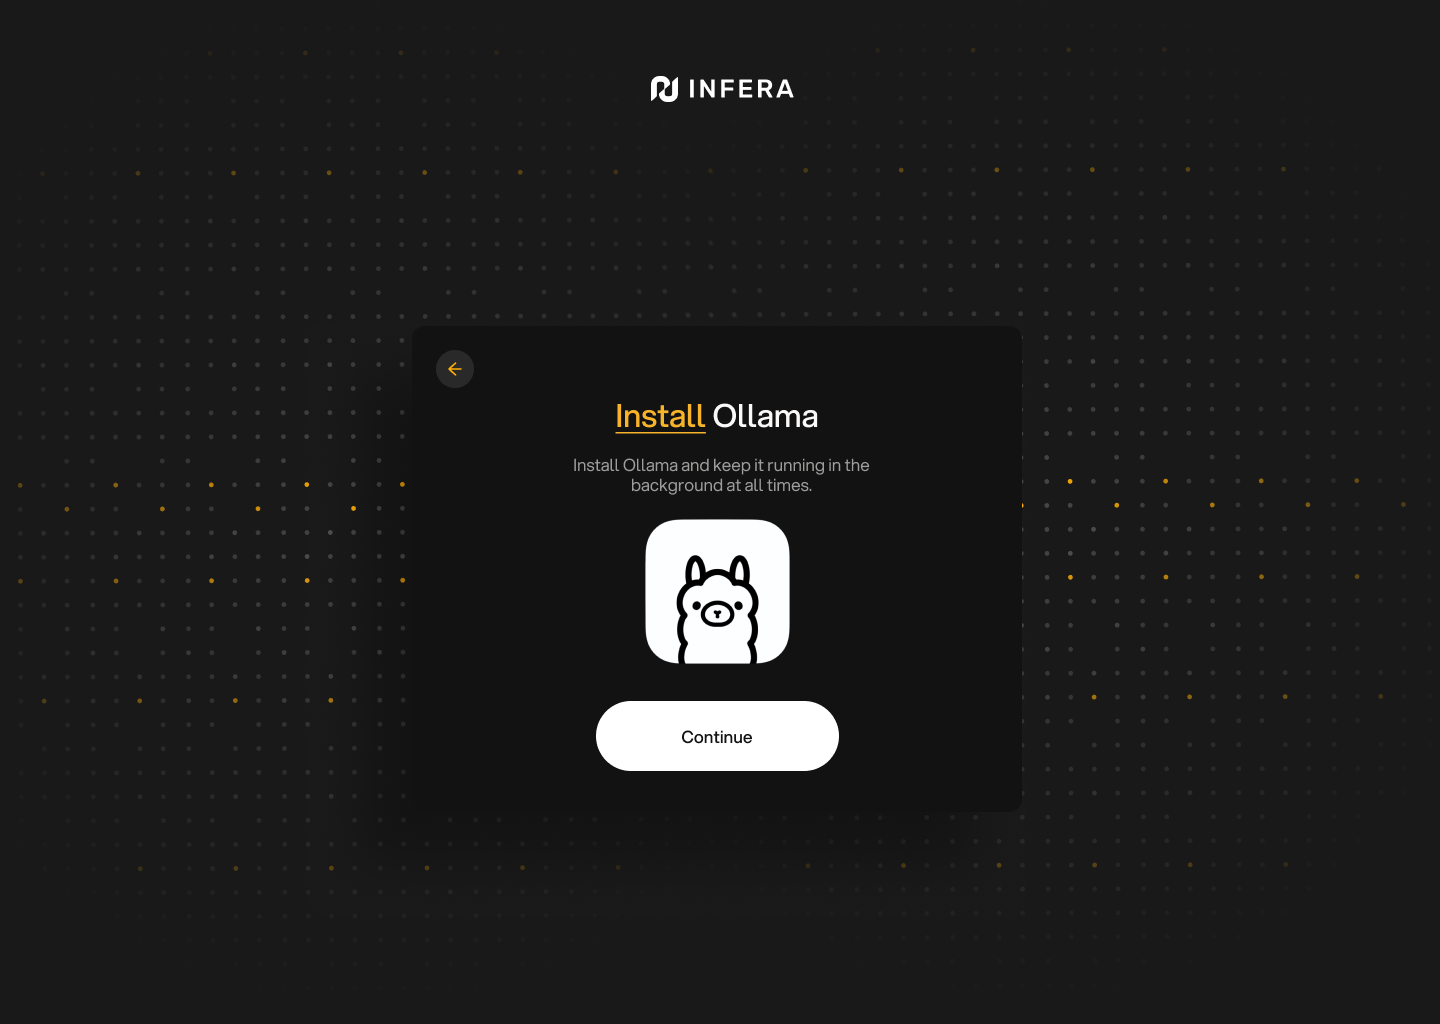 INFERA
Install Ollama
Install Ollama and keep it running in the
background at all times.
Continue